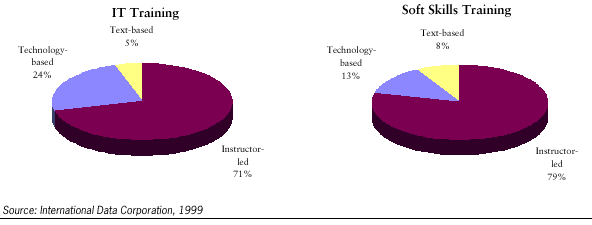 IT Training
Text-based
5%
Technology-
based
24%
Instructor-
led
71%
Soft Skills Training
Text-based
8%
Technology-
based
13%
Instructor-
led
79%
Source: International Data Corporation, 1999